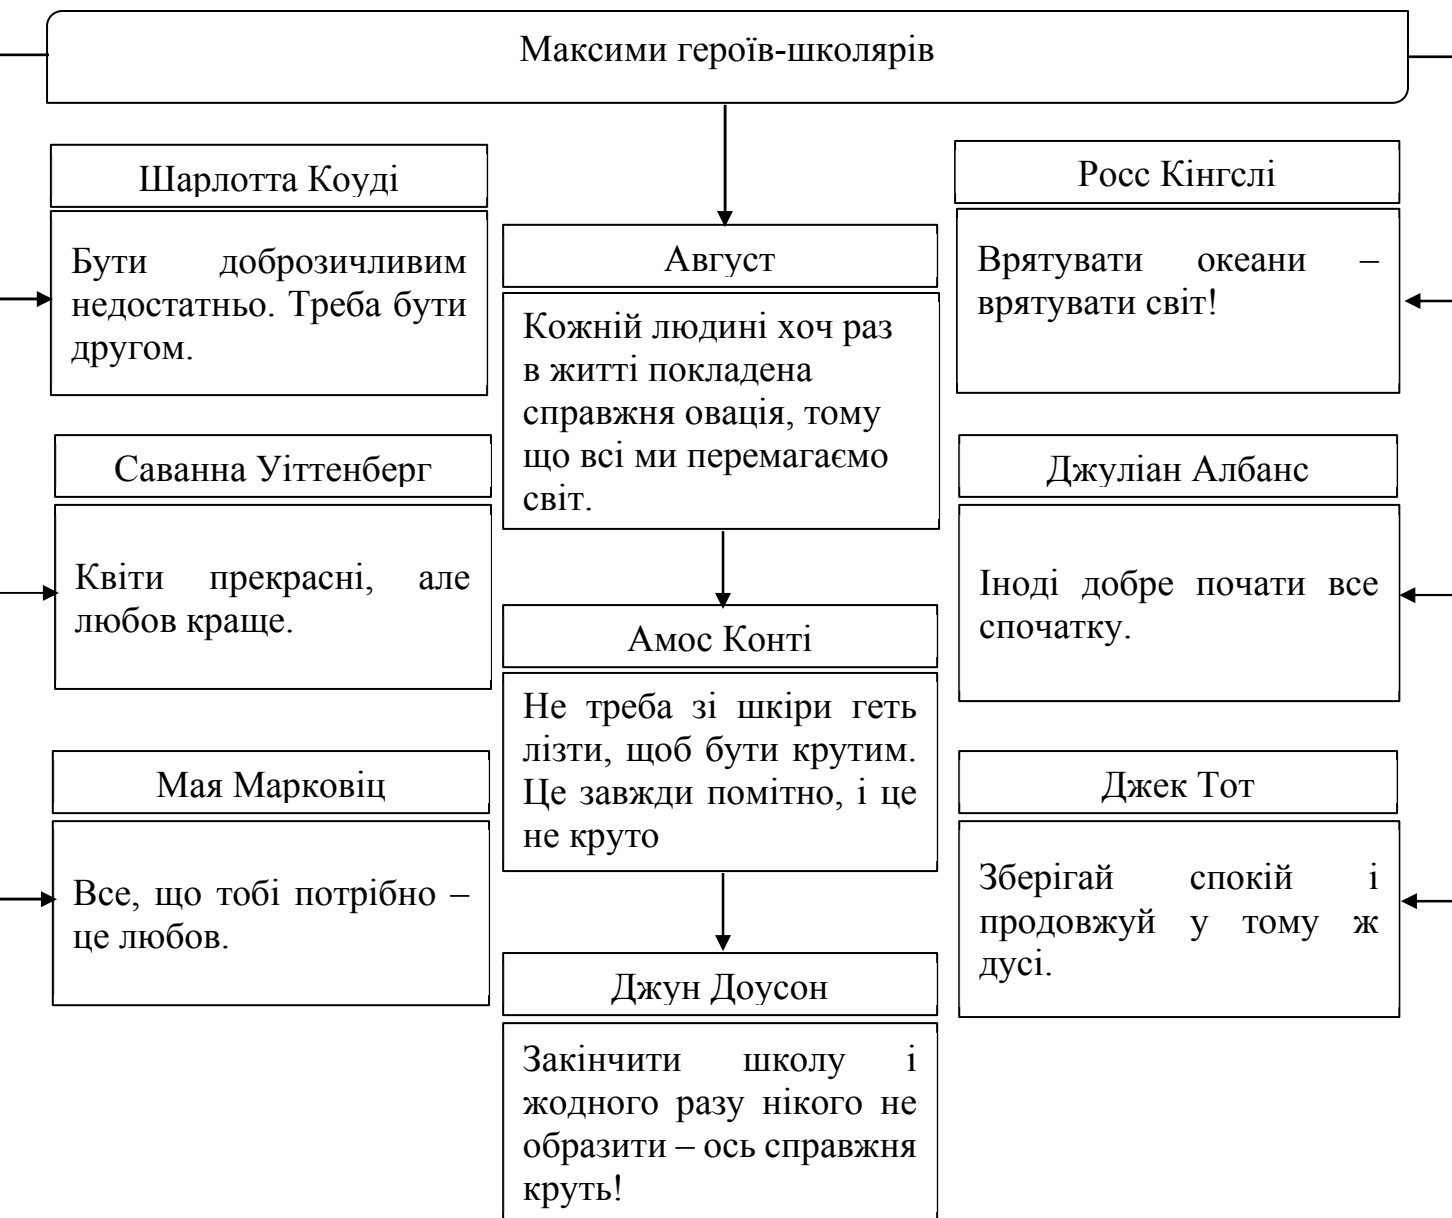 Максими героїв-школярів
Шарлотта Коуді
Бути доброзичливим
недостатньо. Треба бути
другом.
Саванна Уіттенберг
Квіти прекрасні, але
любов краще.
Мая Марковіц
Все, що тобі потрібно –
це любов.
Август
Кожній людині хоч раз
в житті покладена
справжня овація, тому
що всі ми перемагаємо
світ.
Амос Конті
Не треба зі шкіри геть
лізти, щоб бути крутим.
Це завжди помітно, і це
не круто
Джун Доусон
Закінчити школу і
жодного разу нікого не
образити – ось справжня
круть!
Росс Кінгслі
Врятувати океани –
врятувати світ!
Джуліан Албанс
Іноді добре почати все
спочатку.
Джек Тот
Зберігай спокій і
продовжуй у тому ж
дусі.